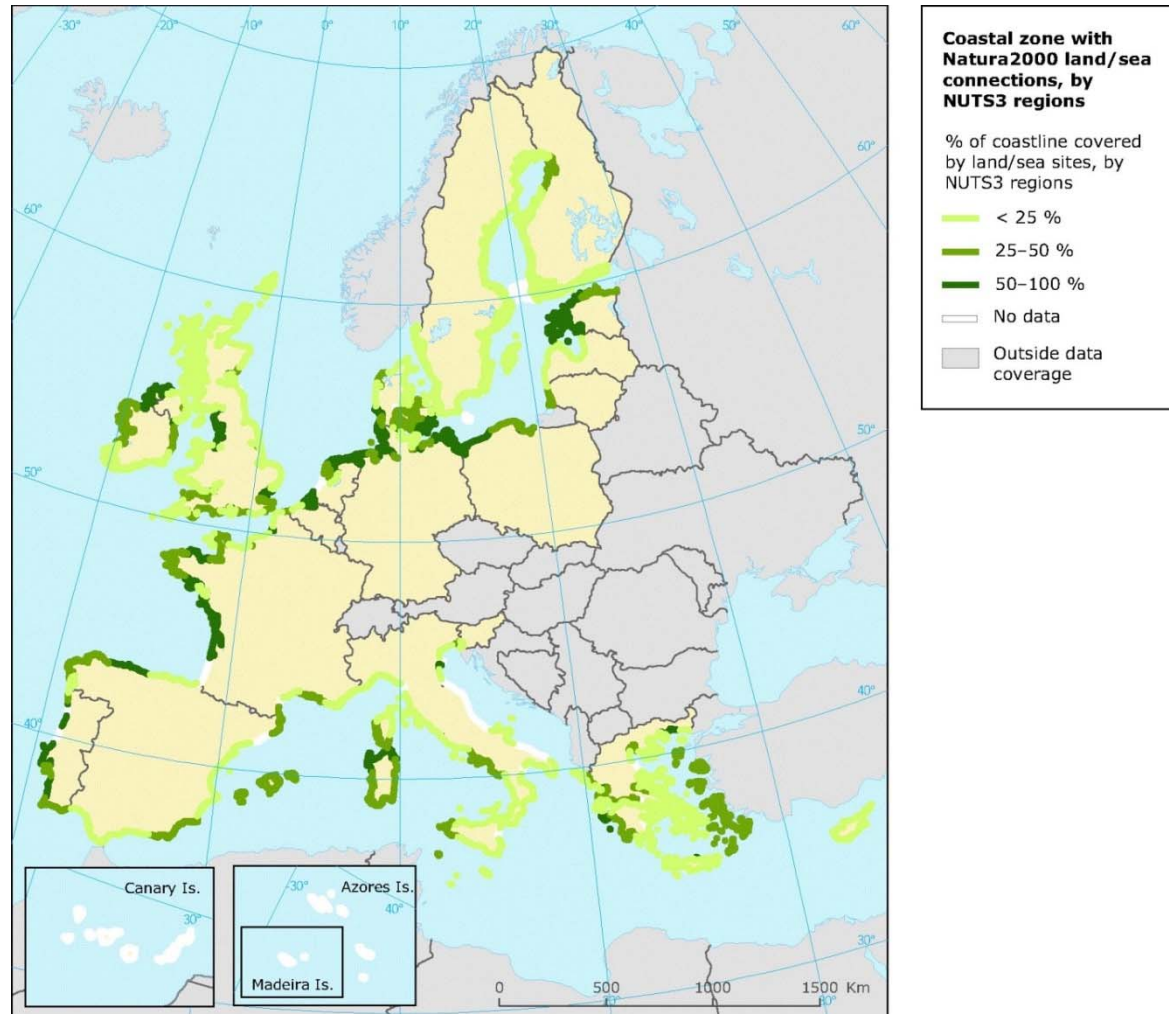 -30°
-20°
-10°
0°
10°
20°
30°
40°
50°
60°
60°
60°
50°
50°
40°
40°
30°
Canary Is.
30°
-30°
Azores Is.
40°
Madeira Is.
0 500 1000 1500 Km
Coastal zone with
Natura2000 land/sea
connections, by
NUTS3 regions
% of coastline covered
by land/sea sites, by
NUTS3 regions
< 25 %
25–50 %
50–100 %
No data
Outside data
coverage